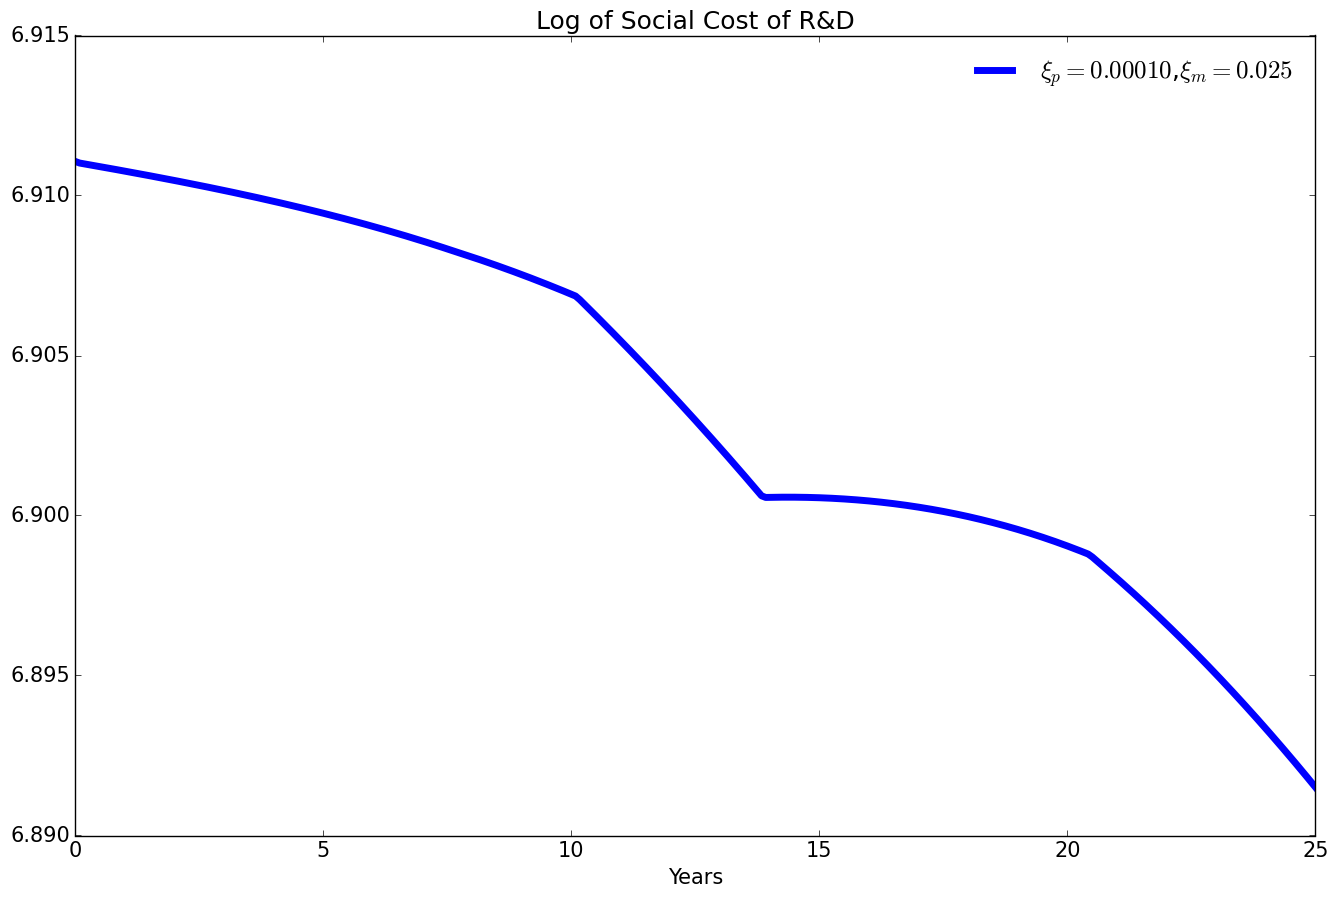 Log of Social Cost of R&D
6.915
6.910
6.905
6.900
6.895
6.890
ξp = 0.00010,ξm = 0.025
0 5 10 15 20 25
Years